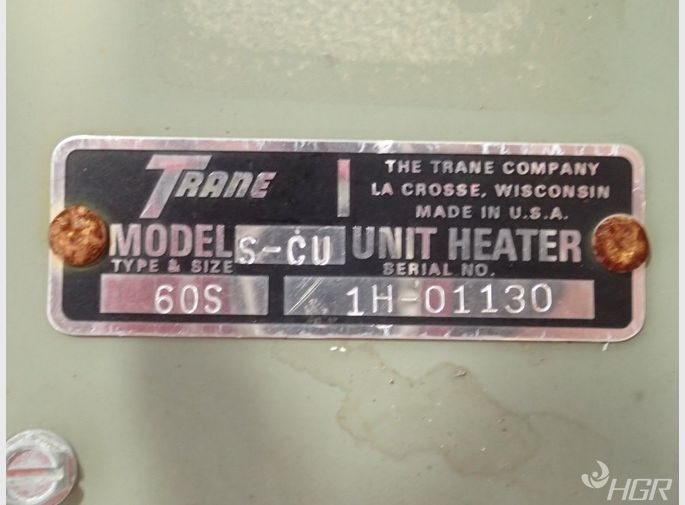 TRANE
THE TRANE COMPANY
LA CROSSE, WISCONSIN
MADE IN U.S.A.
MODEL S-CU UNIT HEATER
TYPE & SIZE SERIAL NO.
60S 1H-01130
HGR